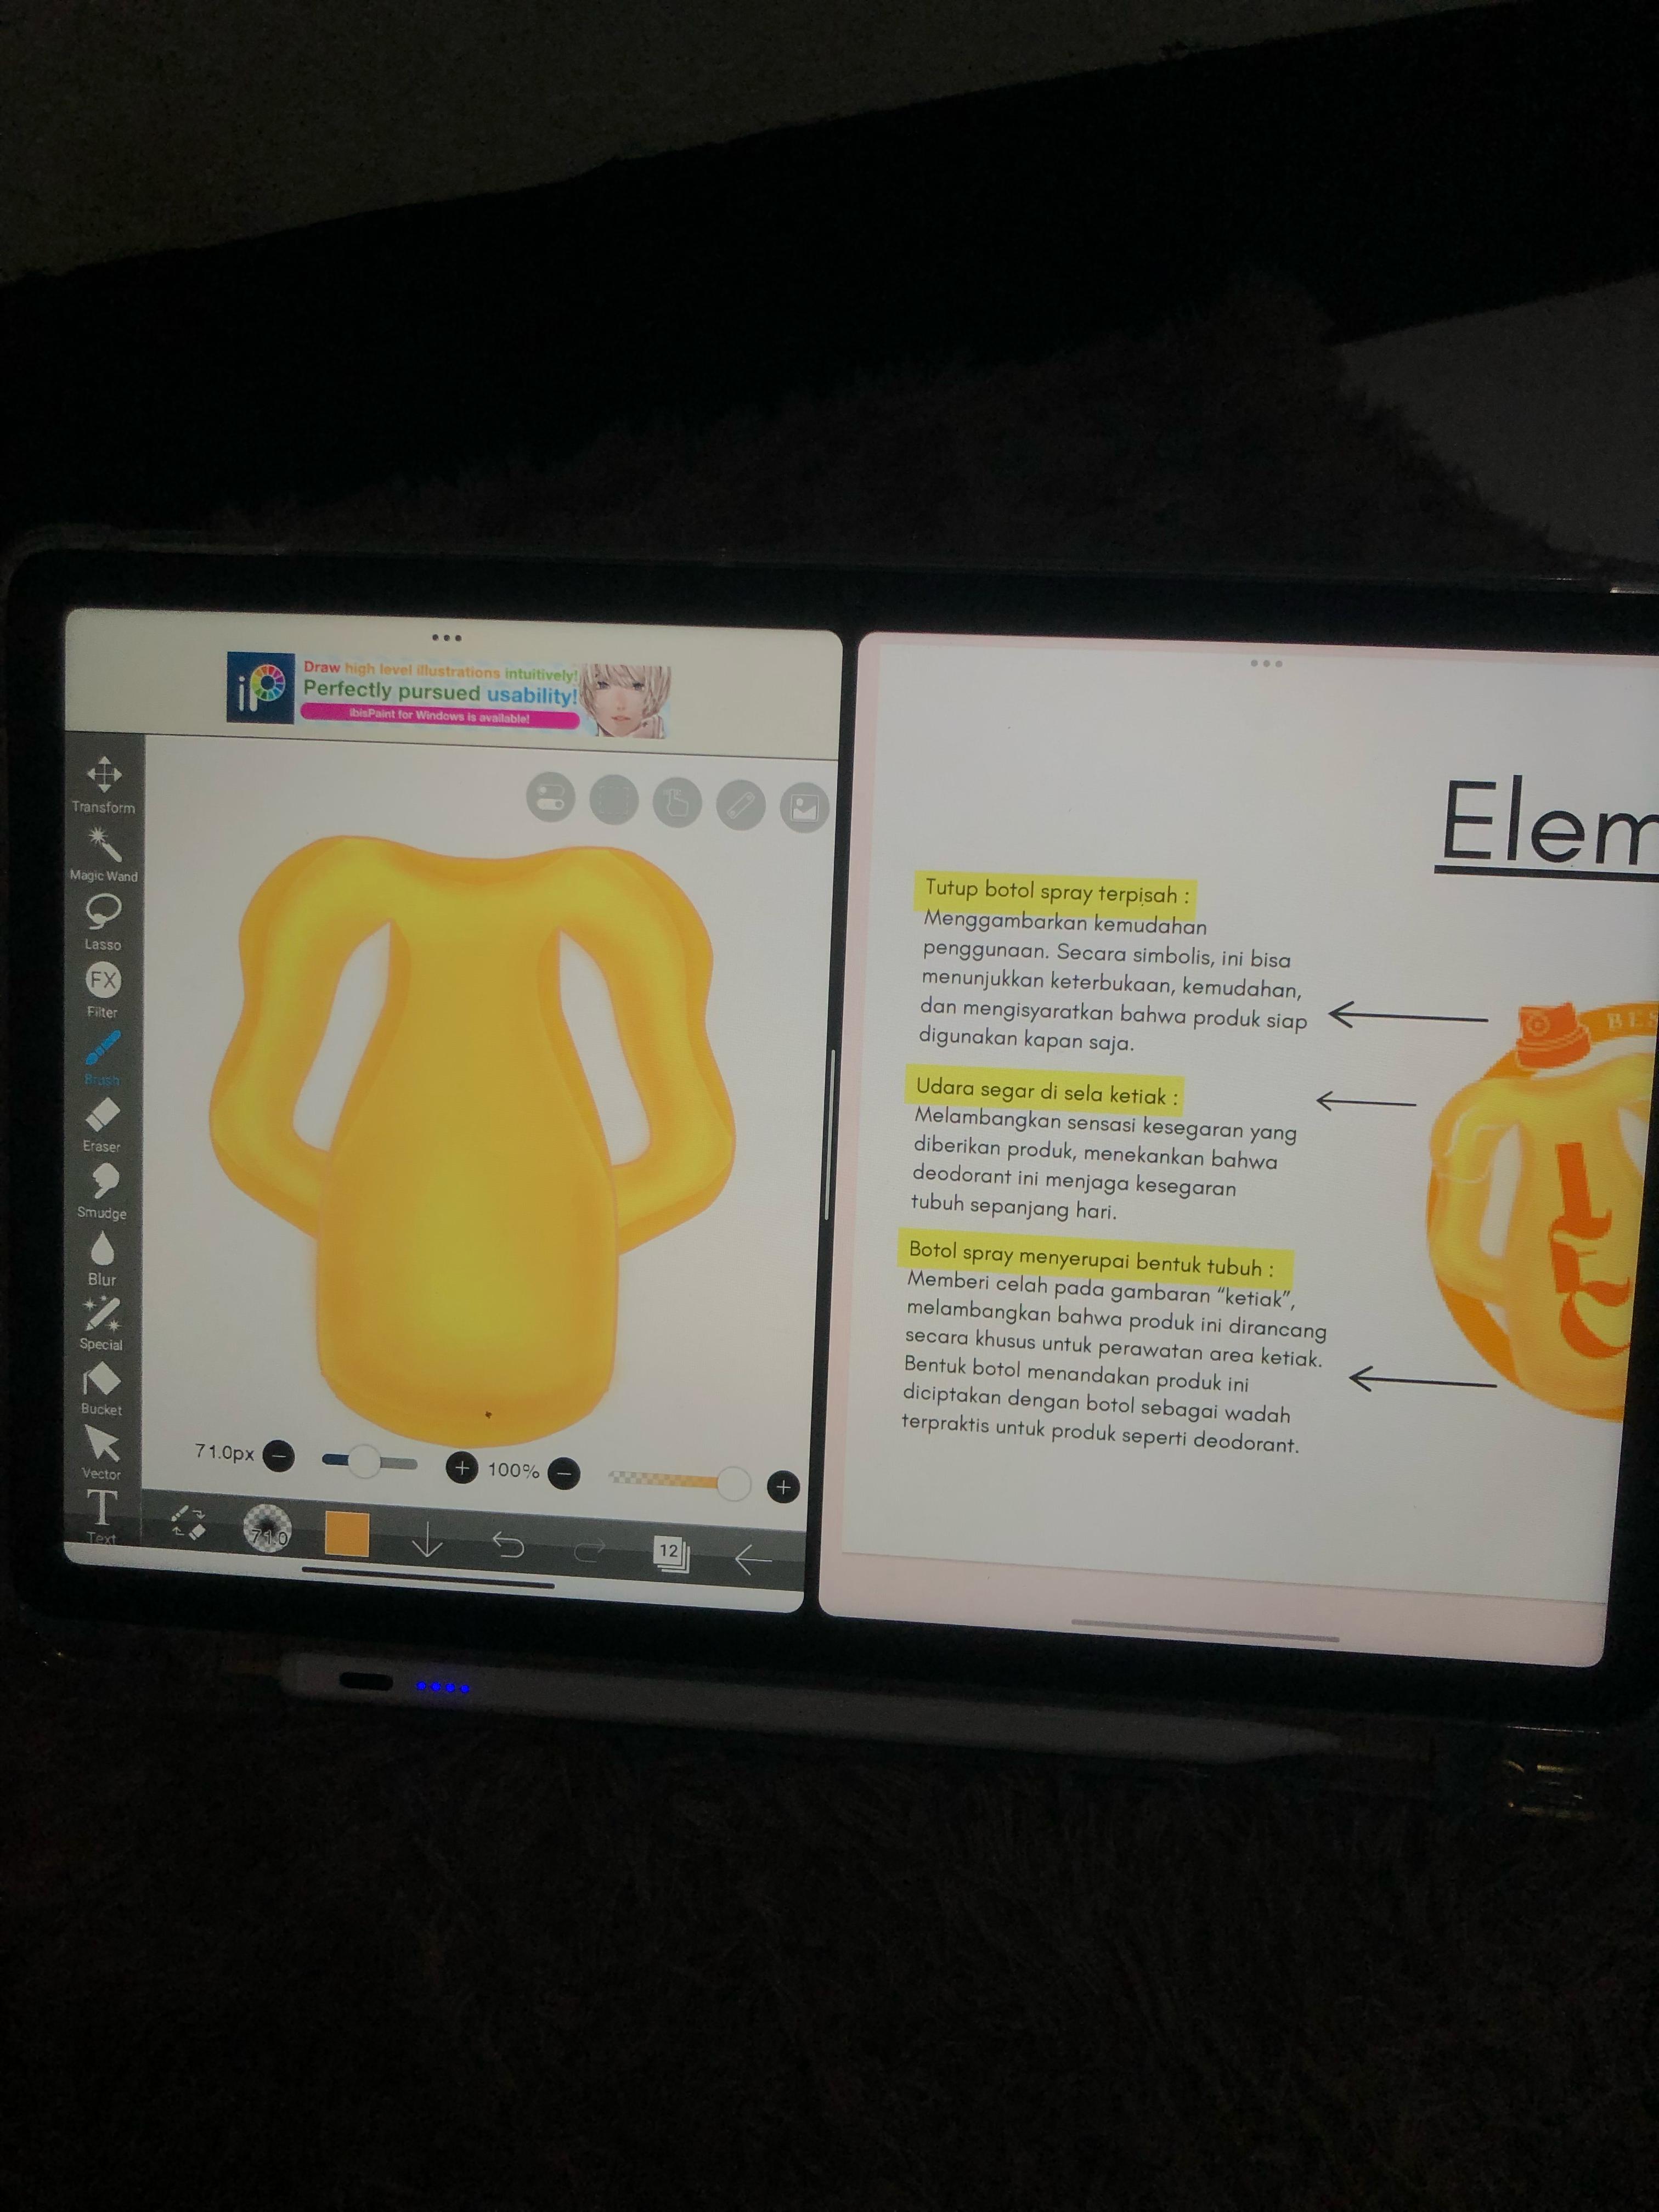 Draw high level illustrations intuitively!
Perfectly pursued usability!
ibisPaint for Windows is available!
Transform
Magic Wand
Lasso
FX
Filter
Brush
Eraser
Smudge
Blur
Special
Bucket
Vector
T
Text
71.0px
100%
71.0
12
Elem
Tutup botol spray terpisah :
Menggambarkan kemudahan
penggunaan. Secara simbolis, ini bisa
menunjukkan keterbukaan, kemudahan,
dan mengisyaratkan bahwa produk siap
digunakan kapan saja.
Udara segar di sela ketiak :
Melambangkan sensasi kesegaran yang
diberikan produk, menekankan bahwa
deodorant ini menjaga kesegaran
tubuh sepanjang hari.
Botol spray menyerupai bentuk tubuh :
Memberi celah pada gambaran “ketiak”,
melambangkan bahwa produk ini dirancang
secara khusus untuk perawatan area ketiak.
Bentuk botol menandakan produk ini
diciptakan dengan botol sebagai wadah
terpraktis untuk produk seperti deodorant.
BES